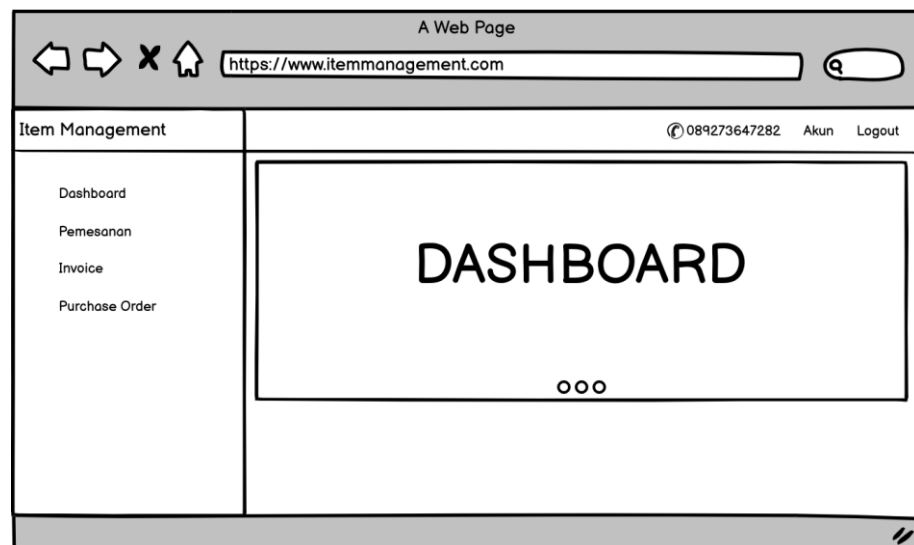 A Web Page
https://www.itemmanagement.com
Item Management
089273647282 Akun Logout
Dashboard
Pemesanan
Invoice
Purchase Order
DASHBOARD